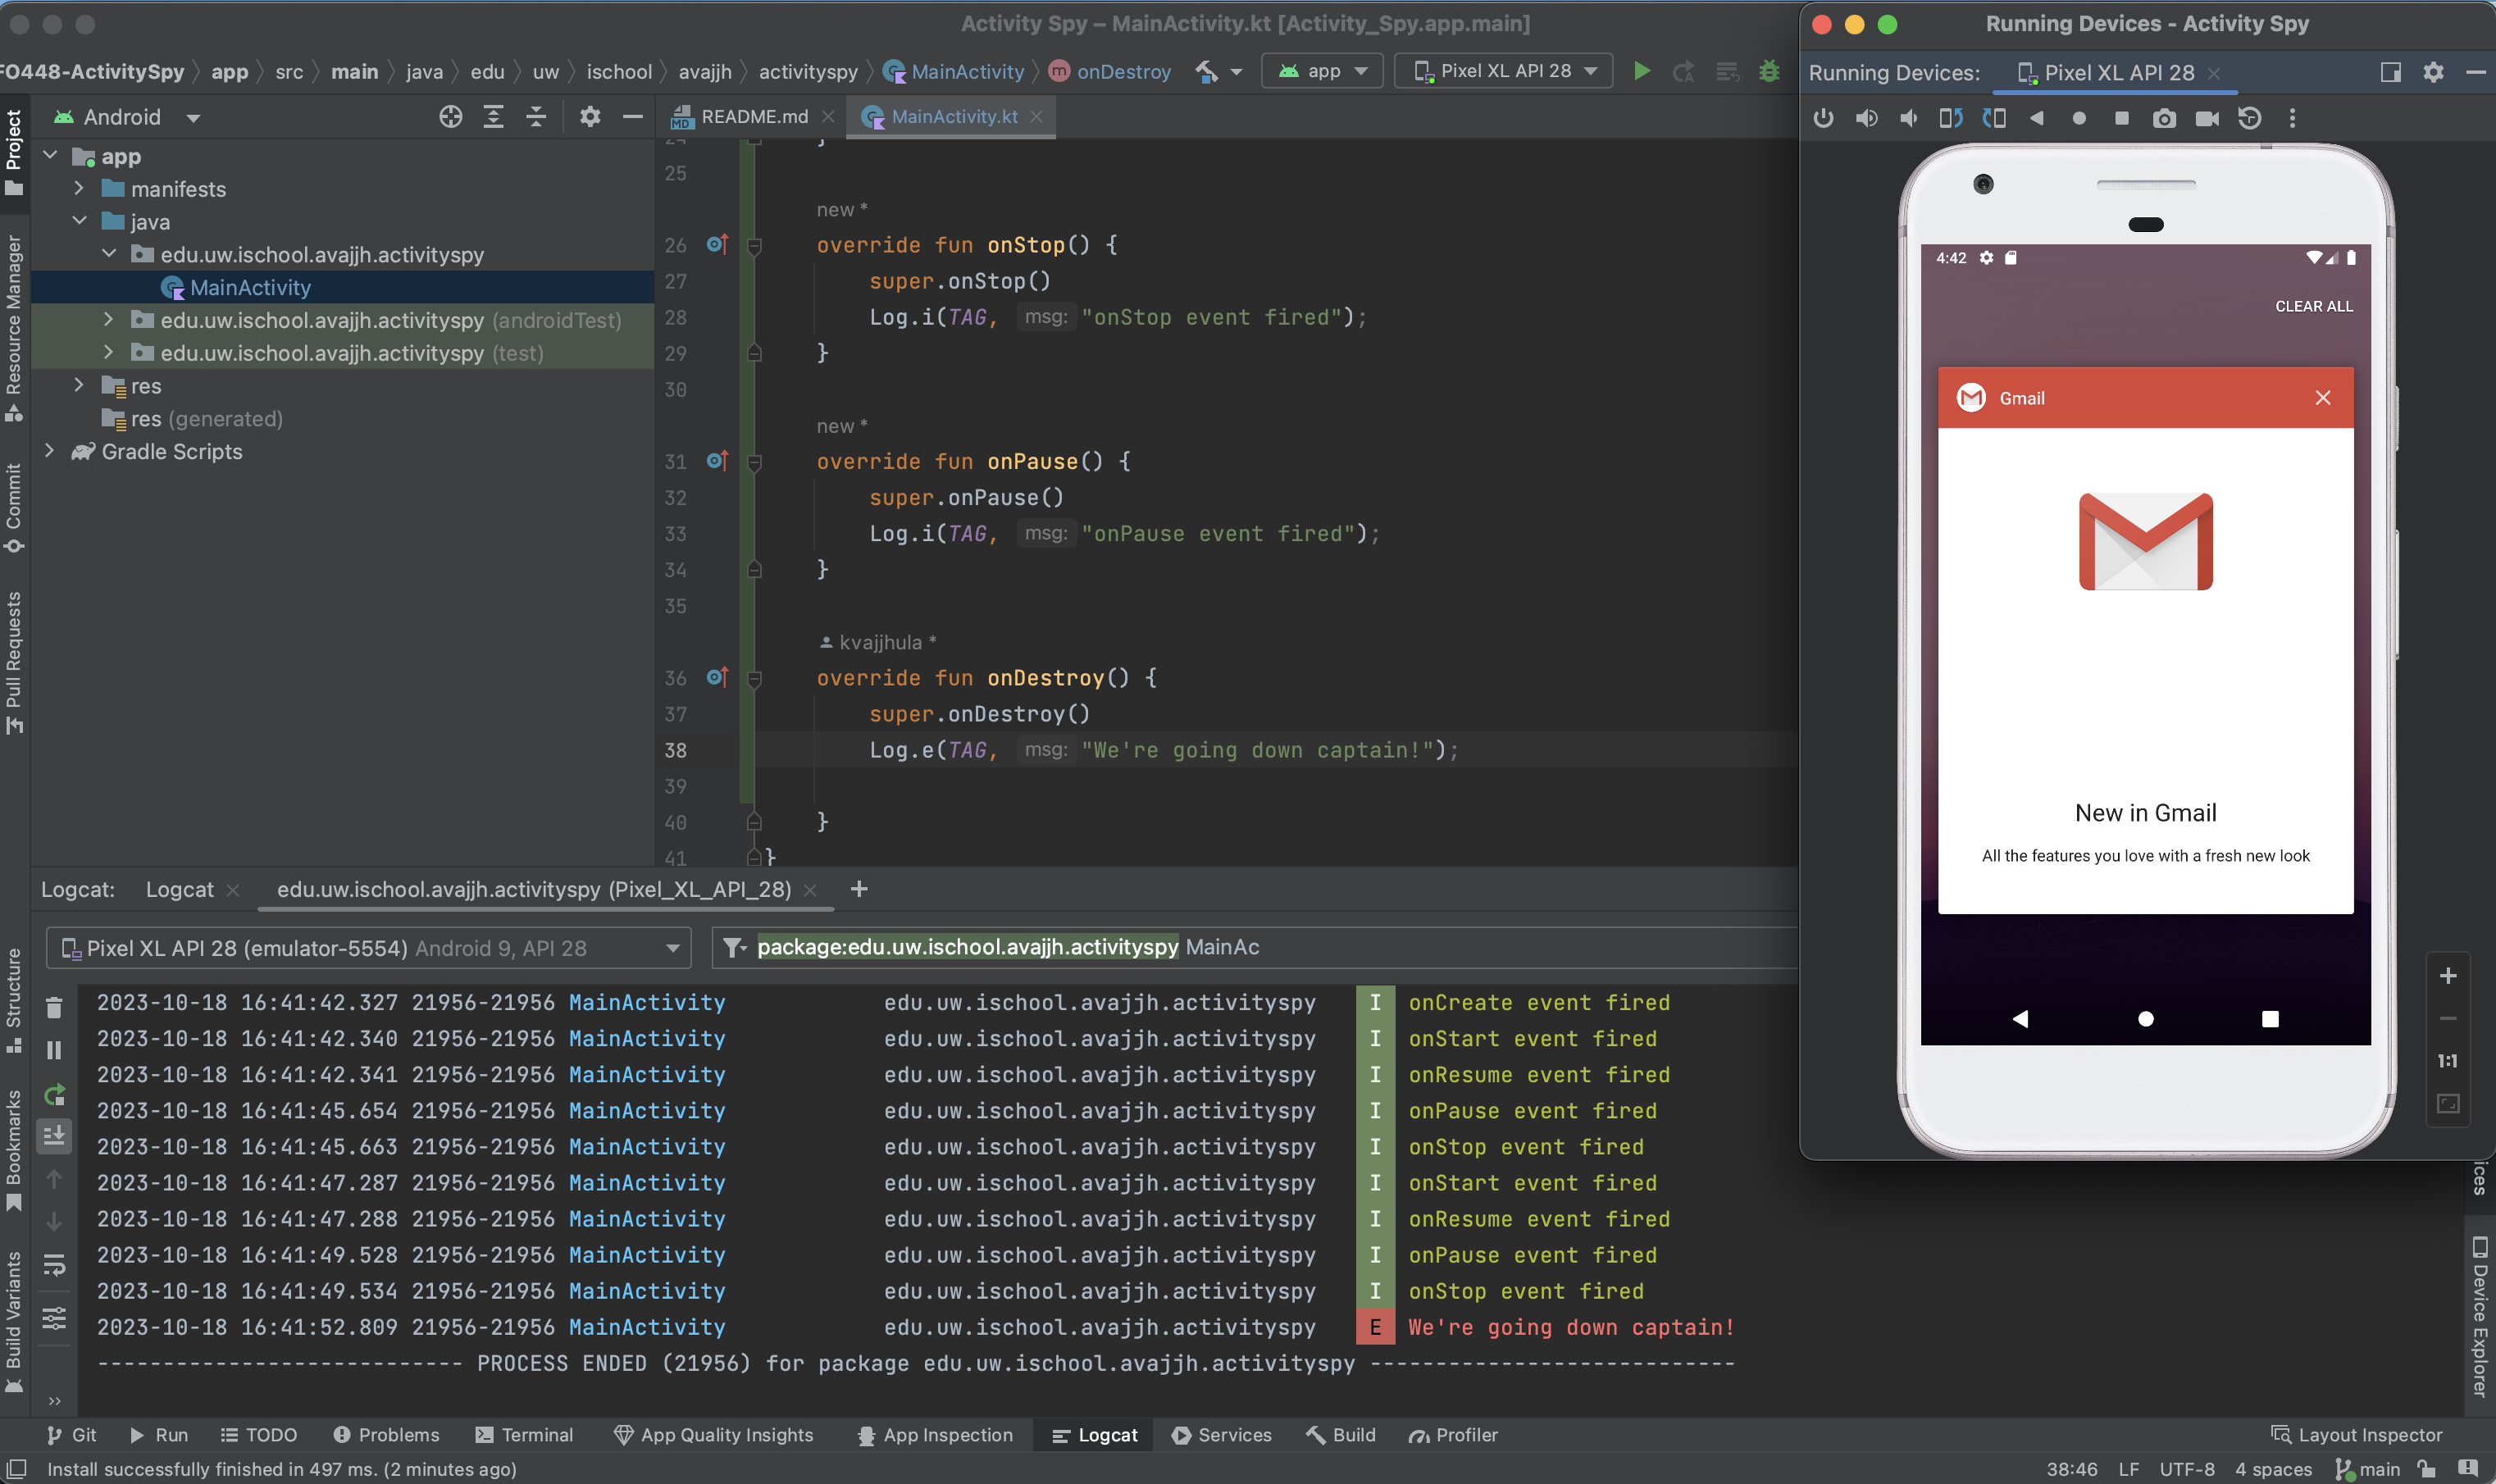 Activity Spy – MainActivity.kt [Activity_Spy.app.main]
FO448-ActivitySpy app src main java edu uw ischool avajjh activityspy MainActivity onDestroy app Pixel XL API 28
Android
README.md MainActivity.kt
Project
Resource Manager
Commit
Pull Requests
Structure
Bookmarks
Build Variants
app
manifests
java
edu.uw.ischool.avajjh.activityspy
MainActivity
edu.uw.ischool.avajjh.activityspy (androidTest)
edu.uw.ischool.avajjh.activityspy (test)
res
res (generated)
Gradle Scripts
24 }
25
new *
26 override fun onStop() {
27 super.onStop()
28 Log.i(TAG, msg: "onStop event fired");
29 }
30
new *
31 override fun onPause() {
32 super.onPause()
33 Log.i(TAG, msg: "onPause event fired");
34 }
35
kvajjhula *
36 override fun onDestroy() {
37 super.onDestroy()
38 Log.e(TAG, msg: "We're going down captain!");
39
40 }
41 }
Running Devices - Activity Spy
Running Devices: Pixel XL API 28
4:42
CLEAR ALL
Gmail
New in Gmail
All the features you love with a fresh new look
1:1
Logcat: Logcat edu.uw.ischool.avajjh.activityspy (Pixel_XL_API_28)
Pixel XL API 28 (emulator-5554) Android 9, API 28 package:edu.uw.ischool.avajjh.activityspy MainAc
2023-10-18 16:41:42.327 21956-21956 MainActivity edu.uw.ischool.avajjh.activityspy I onCreate event fired
2023-10-18 16:41:42.340 21956-21956 MainActivity edu.uw.ischool.avajjh.activityspy I onStart event fired
2023-10-18 16:41:42.341 21956-21956 MainActivity edu.uw.ischool.avajjh.activityspy I onResume event fired
2023-10-18 16:41:45.654 21956-21956 MainActivity edu.uw.ischool.avajjh.activityspy I onPause event fired
2023-10-18 16:41:45.663 21956-21956 MainActivity edu.uw.ischool.avajjh.activityspy I onStop event fired
2023-10-18 16:41:47.287 21956-21956 MainActivity edu.uw.ischool.avajjh.activityspy I onStart event fired
2023-10-18 16:41:47.288 21956-21956 MainActivity edu.uw.ischool.avajjh.activityspy I onResume event fired
2023-10-18 16:41:49.528 21956-21956 MainActivity edu.uw.ischool.avajjh.activityspy I onPause event fired
2023-10-18 16:41:49.534 21956-21956 MainActivity edu.uw.ischool.avajjh.activityspy I onStop event fired
2023-10-18 16:41:52.809 21956-21956 MainActivity edu.uw.ischool.avajjh.activityspy E We're going down captain!
---------------------------- PROCESS ENDED (21956) for package edu.uw.ischool.avajjh.activityspy ----------------------------
ices
Device Explorer
Git Run TODO Problems Terminal App Quality Insights App Inspection Logcat Services Build Profiler Layout Inspector
Install successfully finished in 497 ms. (2 minutes ago) 38:46 LF UTF-8 4 spaces main